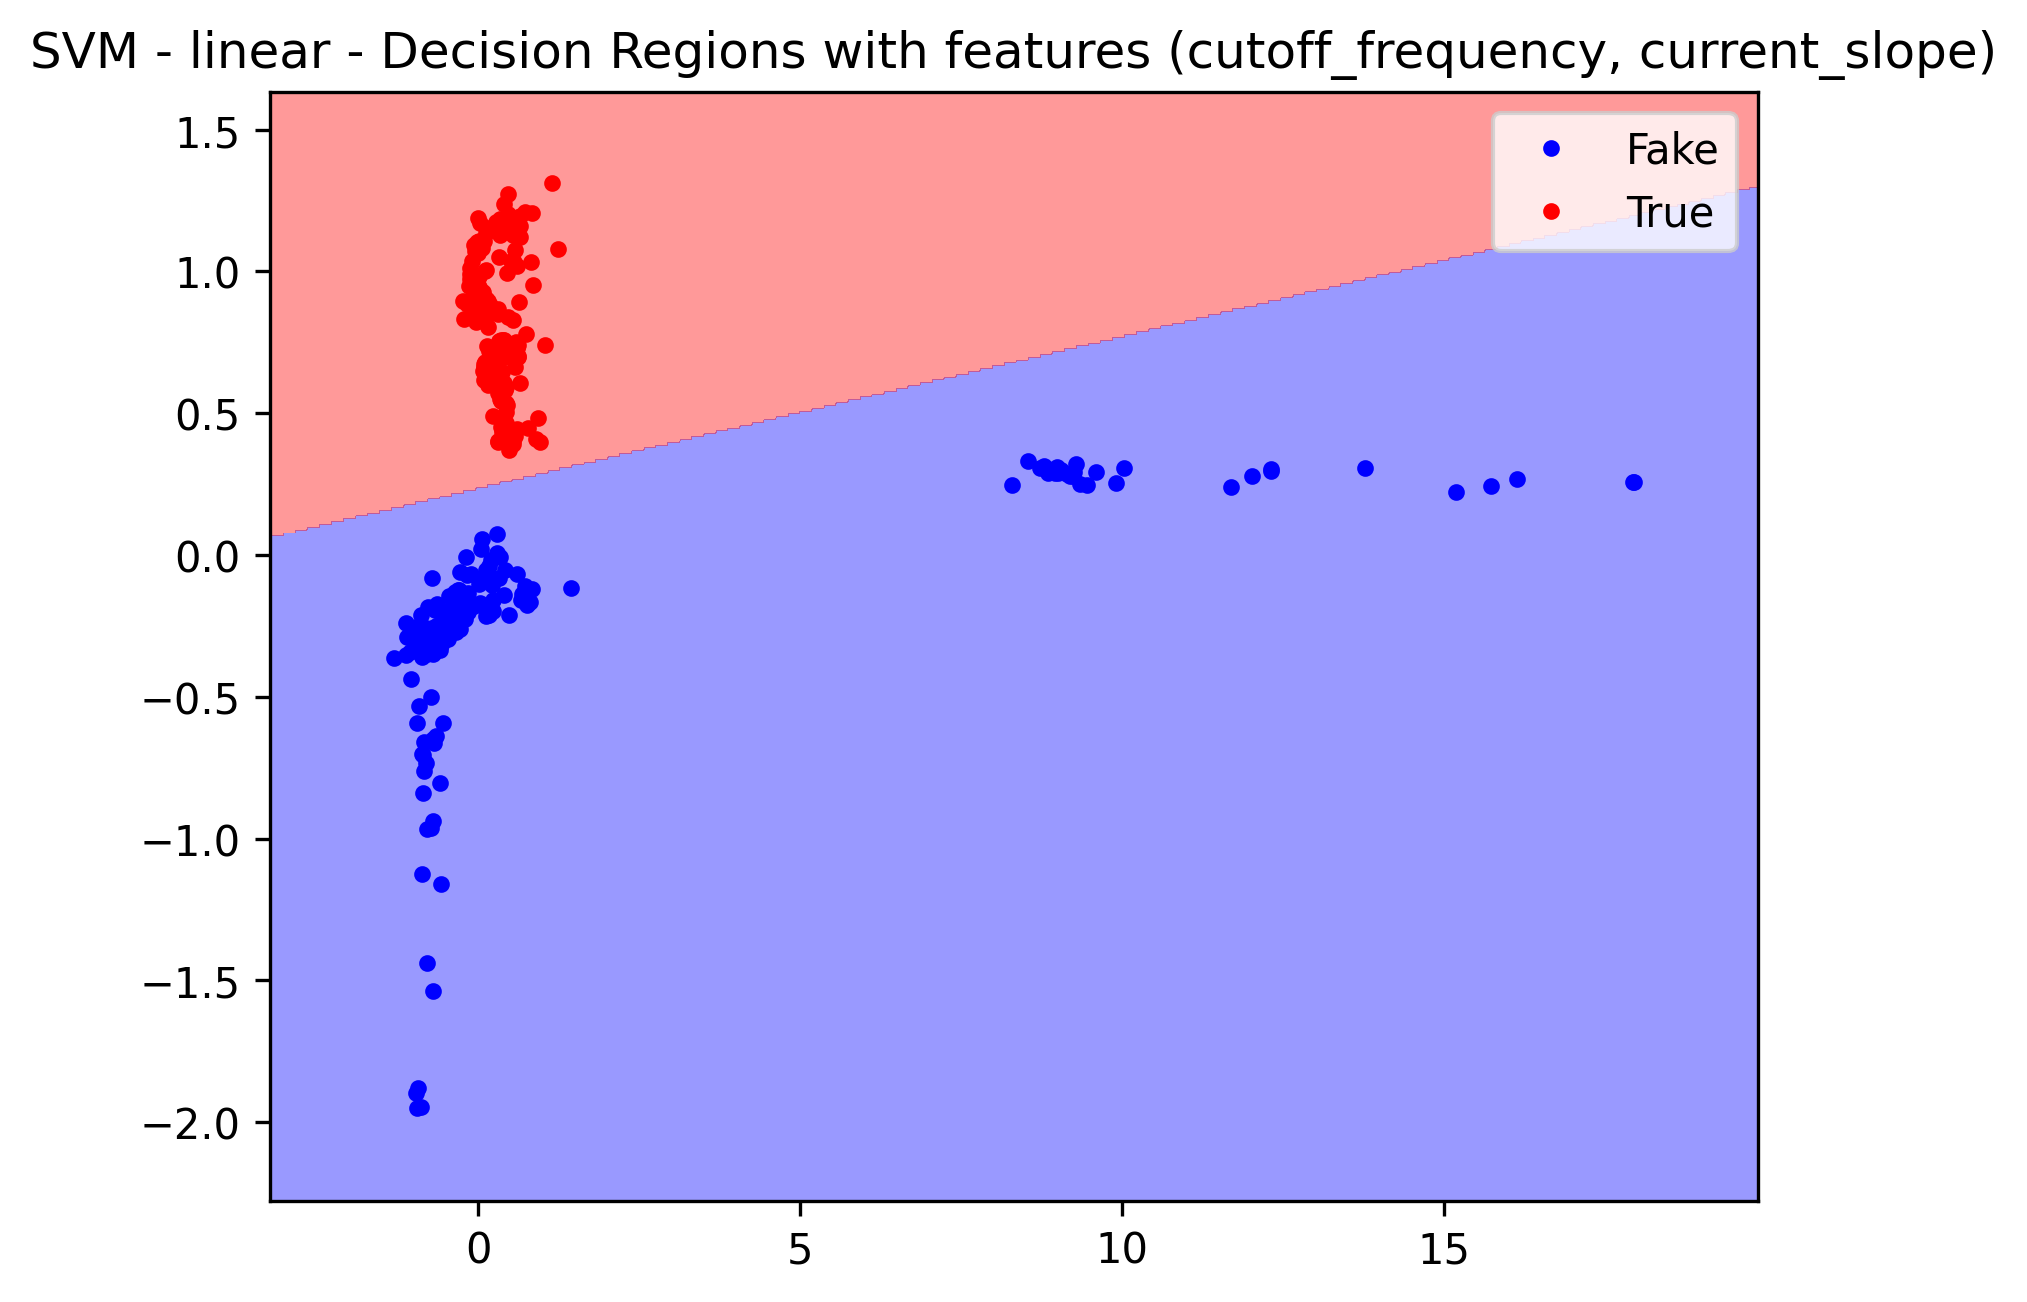 SVM - linear - Decision Regions with features (cutoff_frequency, current_slope)
Fake
True
1.5
1.0
0.5
0.0
−0.5
−1.0
−1.5
−2.0
0 5 10 15